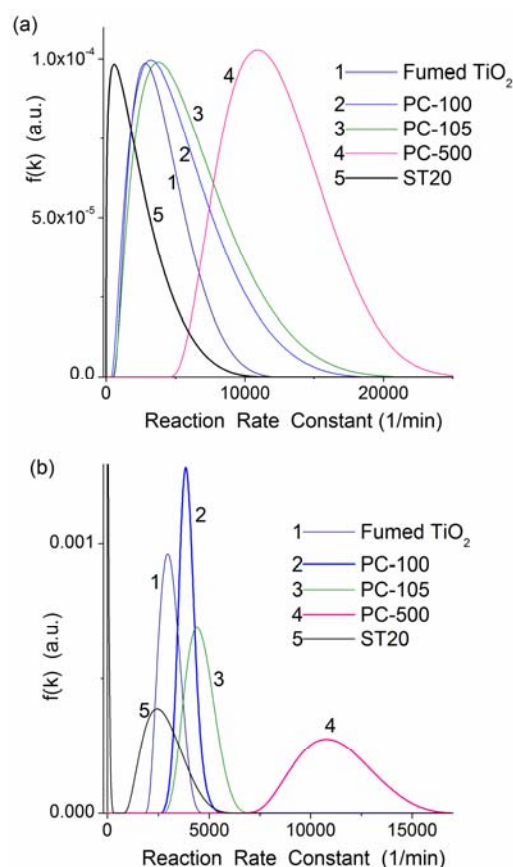 (a)
1.0x10⁻⁴
5.0x10⁻⁵
0.0
f(k) (a.u.)
0 10000 20000
Reaction Rate Constant (1/min)
4
3
2
1
5
1 Fumed TiO₂
2 PC-100
3 PC-105
4 PC-500
5 ST20
(b)
0.001
0.000
f(k) (a.u.)
0 5000 10000 15000
Reaction Rate Constant (1/min)
2
1
3
5
4
1 Fumed TiO₂
2 PC-100
3 PC-105
4 PC-500
5 ST20